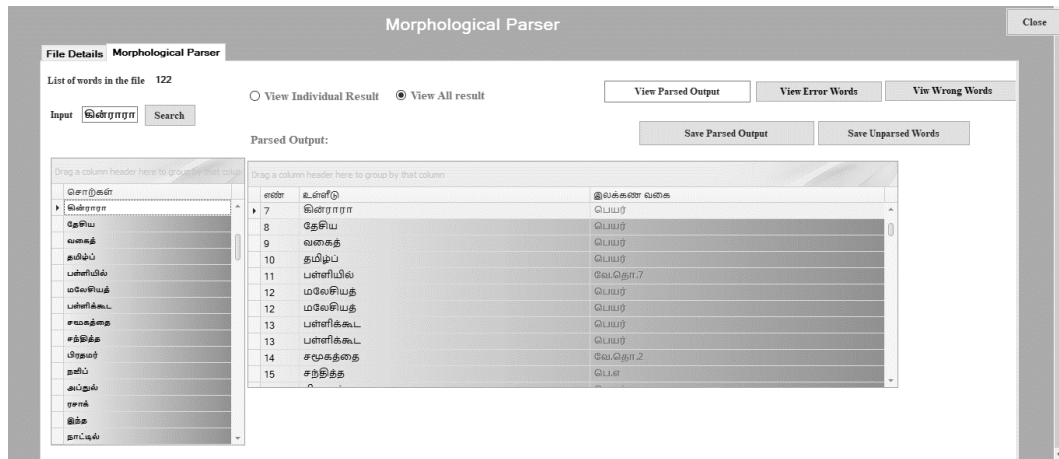 Morphological Parser
Close
File Details Morphological Parser
List of words in the file 122
View Individual Result View All result
View Parsed Output View Error Words Viw Wrong Words
Input கின்ராரா Search
Save Parsed Output Save Unparsed Words
Parsed Output:
Drag a column header here to group by that colum
Drag a column header here to group by that column
சொற்கள்
கின்ராரா
தேசிய
வகைத்
தமிழ்ப்
பள்ளியில்
மலேசியத்
பள்ளிக்கூட
சமூகத்தை
சந்தித்த
பிரதமர்
நஜிப்
அப்துல்
ரசாக்
இந்த
நாட்டில்
எண் உள்ளீடு இலக்கண வகை
7 கின்ராரா பெயர்
8 தேசிய பெயர்
9 வகைத் பெயர்
10 தமிழ்ப் பெயர்
11 பள்ளியில் வே.தொ.7
12 மலேசியத் பெயர்
12 மலேசியத் பெயர்
13 பள்ளிக்கூட பெயர்
13 பள்ளிக்கூட பெயர்
14 சமூகத்தை வே.தொ.2
15 சந்தித்த பெ.எ